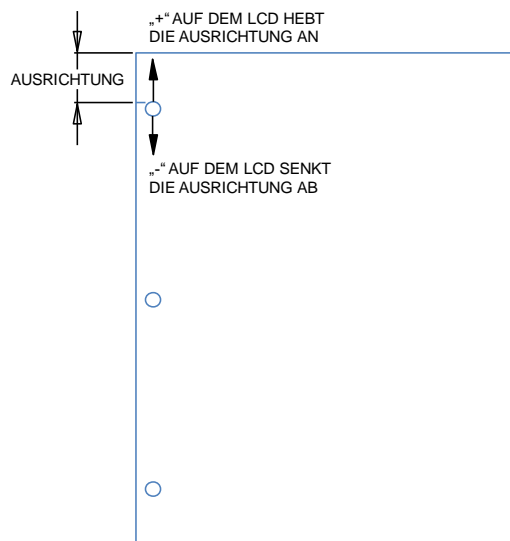 „+“ AUF DEM LCD HEBT
DIE AUSRICHTUNG AN
AUSRICHTUNG
„-“ AUF DEM LCD SENKT
DIE AUSRICHTUNG AB